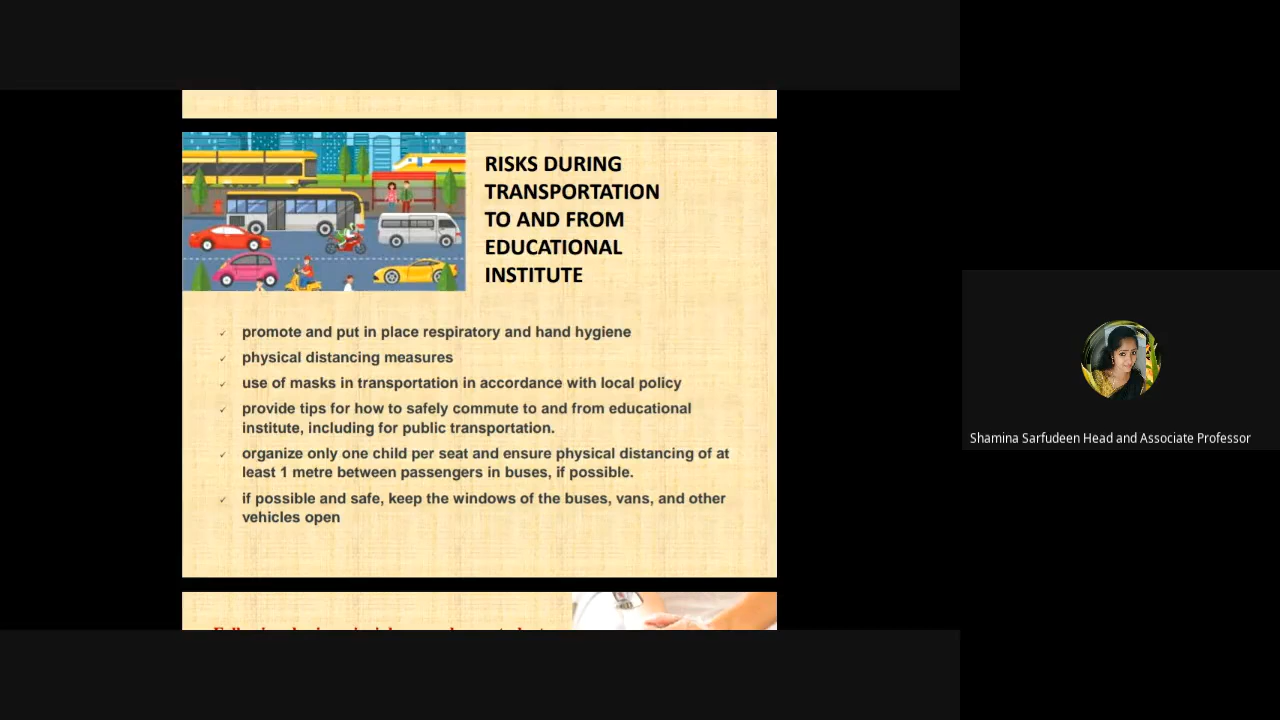 RISKS DURING
TRANSPORTATION
TO AND FROM
EDUCATIONAL
INSTITUTE
promote and put in place respiratory and hand hygiene
physical distancing measures
use of masks in transportation in accordance with local policy
provide tips for how to safely commute to and from educational
institute, including for public transportation.
organize only one child per seat and ensure physical distancing of at
least 1 metre between passengers in buses, if possible.
if possible and safe, keep the windows of the buses, vans, and other
vehicles open
Shamina Sarfudeen Head and Associate Professor